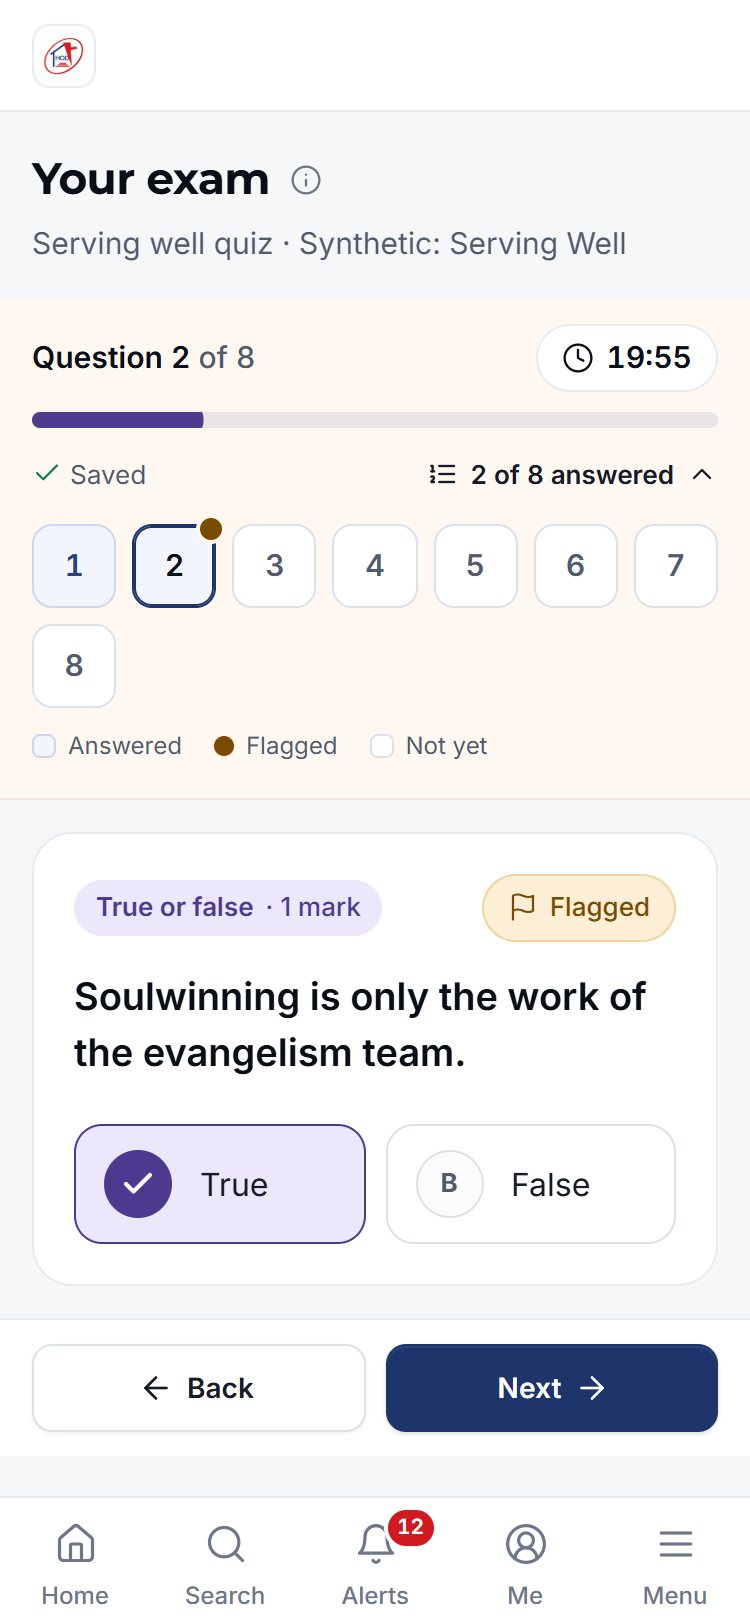 HOD
Your exam
Serving well quiz · Synthetic: Serving Well
Question 2 of 8
19:55
Saved
2 of 8 answered
1 2 3 4 5 6 7
8
Answered Flagged Not yet
True or false · 1 mark
Flagged
Soulwinning is only the work of
the evangelism team.
True
B False
Back
Next
12
Home Search Alerts Me Menu